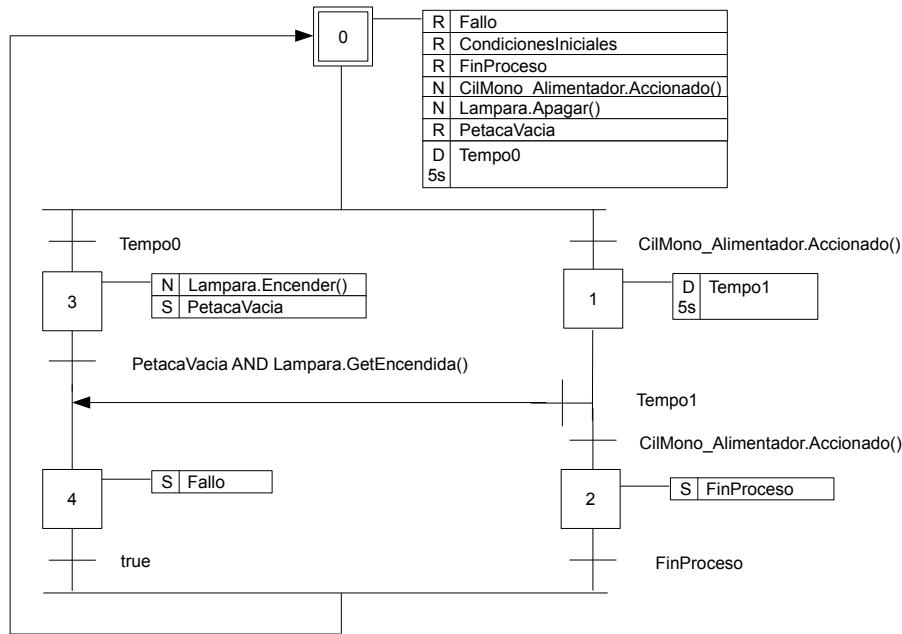 0
R Fallo
R CondicionesIniciales
R FinProceso
N CilMono_Alimentador.Accionado()
N Lampara.Apagar()
R PetacaVacia
D Tempo0
5s
Tempo0
CilMono_Alimentador.Accionado()
3
N Lampara.Encender()
S PetacaVacia
1
D Tempo1
5s
PetacaVacia AND Lampara.GetEncendida()
Tempo1
CilMono_Alimentador.Accionado()
4
S Fallo
2
S FinProceso
true
FinProceso